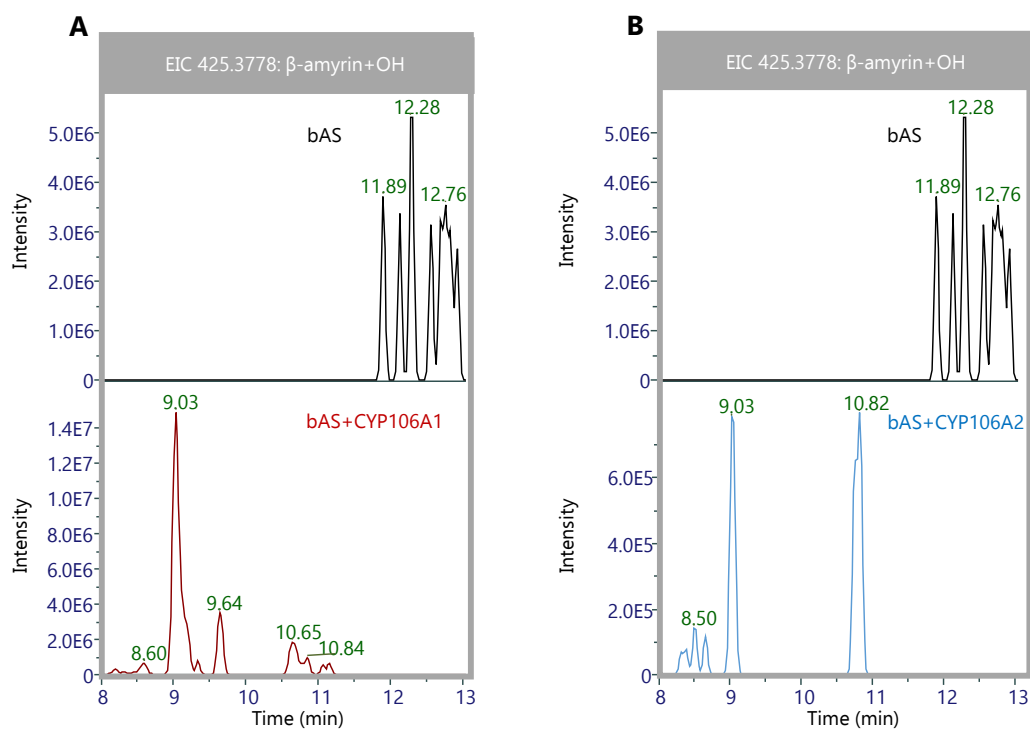 A
EIC 425.3778: β-amyrin+OH
bAS
12.28
11.89
12.76
5.0E6
4.0E6
3.0E6
2.0E6
1.0E6
0
Intensity
bAS+CYP106A1
9.03
8.60
9.64
10.65
10.84
1.4E7
1.2E7
1.0E7
8.0E6
6.0E6
4.0E6
2.0E6
0
Intensity
8 9 10 11 12 13
Time (min)
B
EIC 425.3778: β-amyrin+OH
bAS
12.28
11.89
12.76
5.0E6
4.0E6
3.0E6
2.0E6
1.0E6
0
Intensity
bAS+CYP106A2
9.03
10.82
8.50
6.0E5
4.0E5
2.0E5
0
Intensity
8 9 10 11 12 13
Time (min)